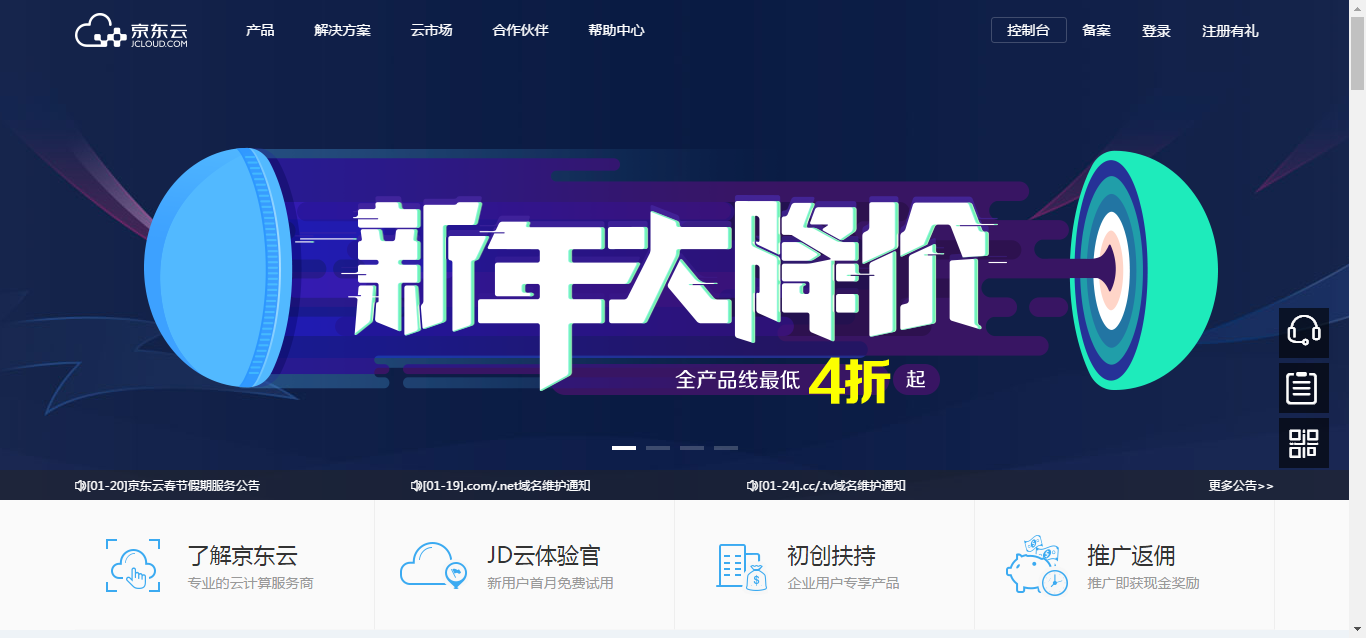 京东云
JCLOUD.COM
产品 解决方案 云市场 合作伙伴 帮助中心 控制台 备案 登录 注册有礼
新年大降价
全产品线最低 4折 起
[01-20]京东云春节假期服务公告 [01-19].com/.net域名维护通知 [01-24].cc/.tv域名维护通知 更多公告>>
了解京东云 JD云体验官 初创扶持 推广返佣
专业的云计算服务商 新用户首月免费试用 企业用户专享产品 推广即获现金奖励